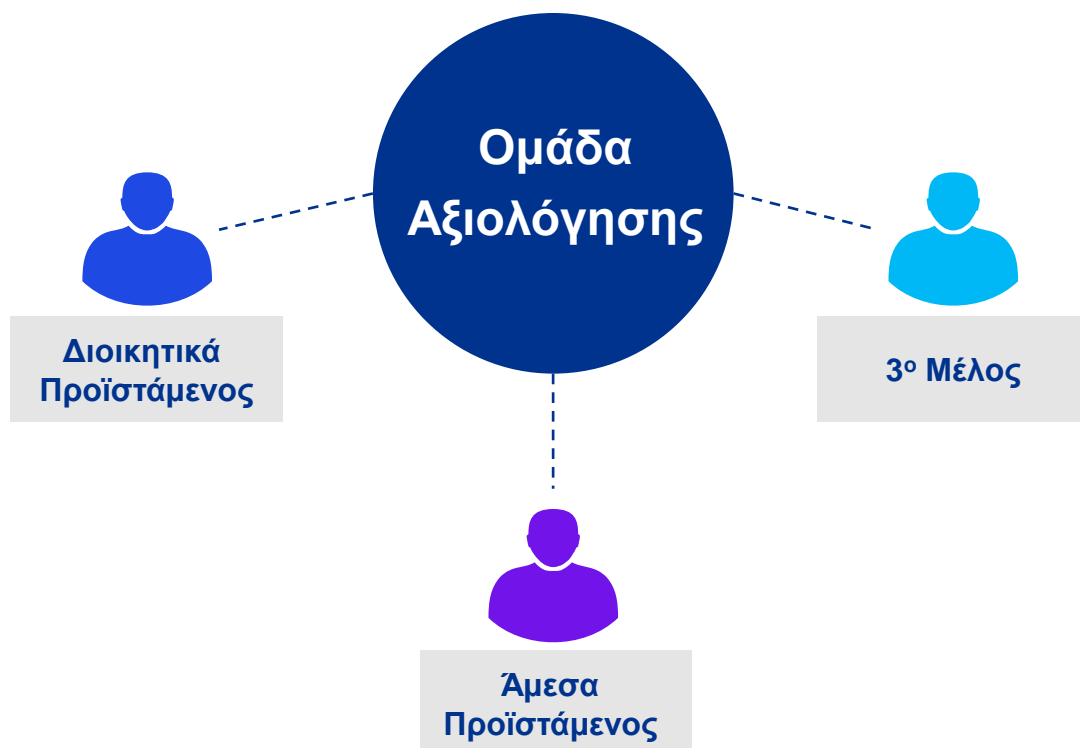 Ομάδα
Αξιολόγησης
Διοικητικά
Προϊστάμενος
3ο Μέλος
Άμεσα
Προϊστάμενος